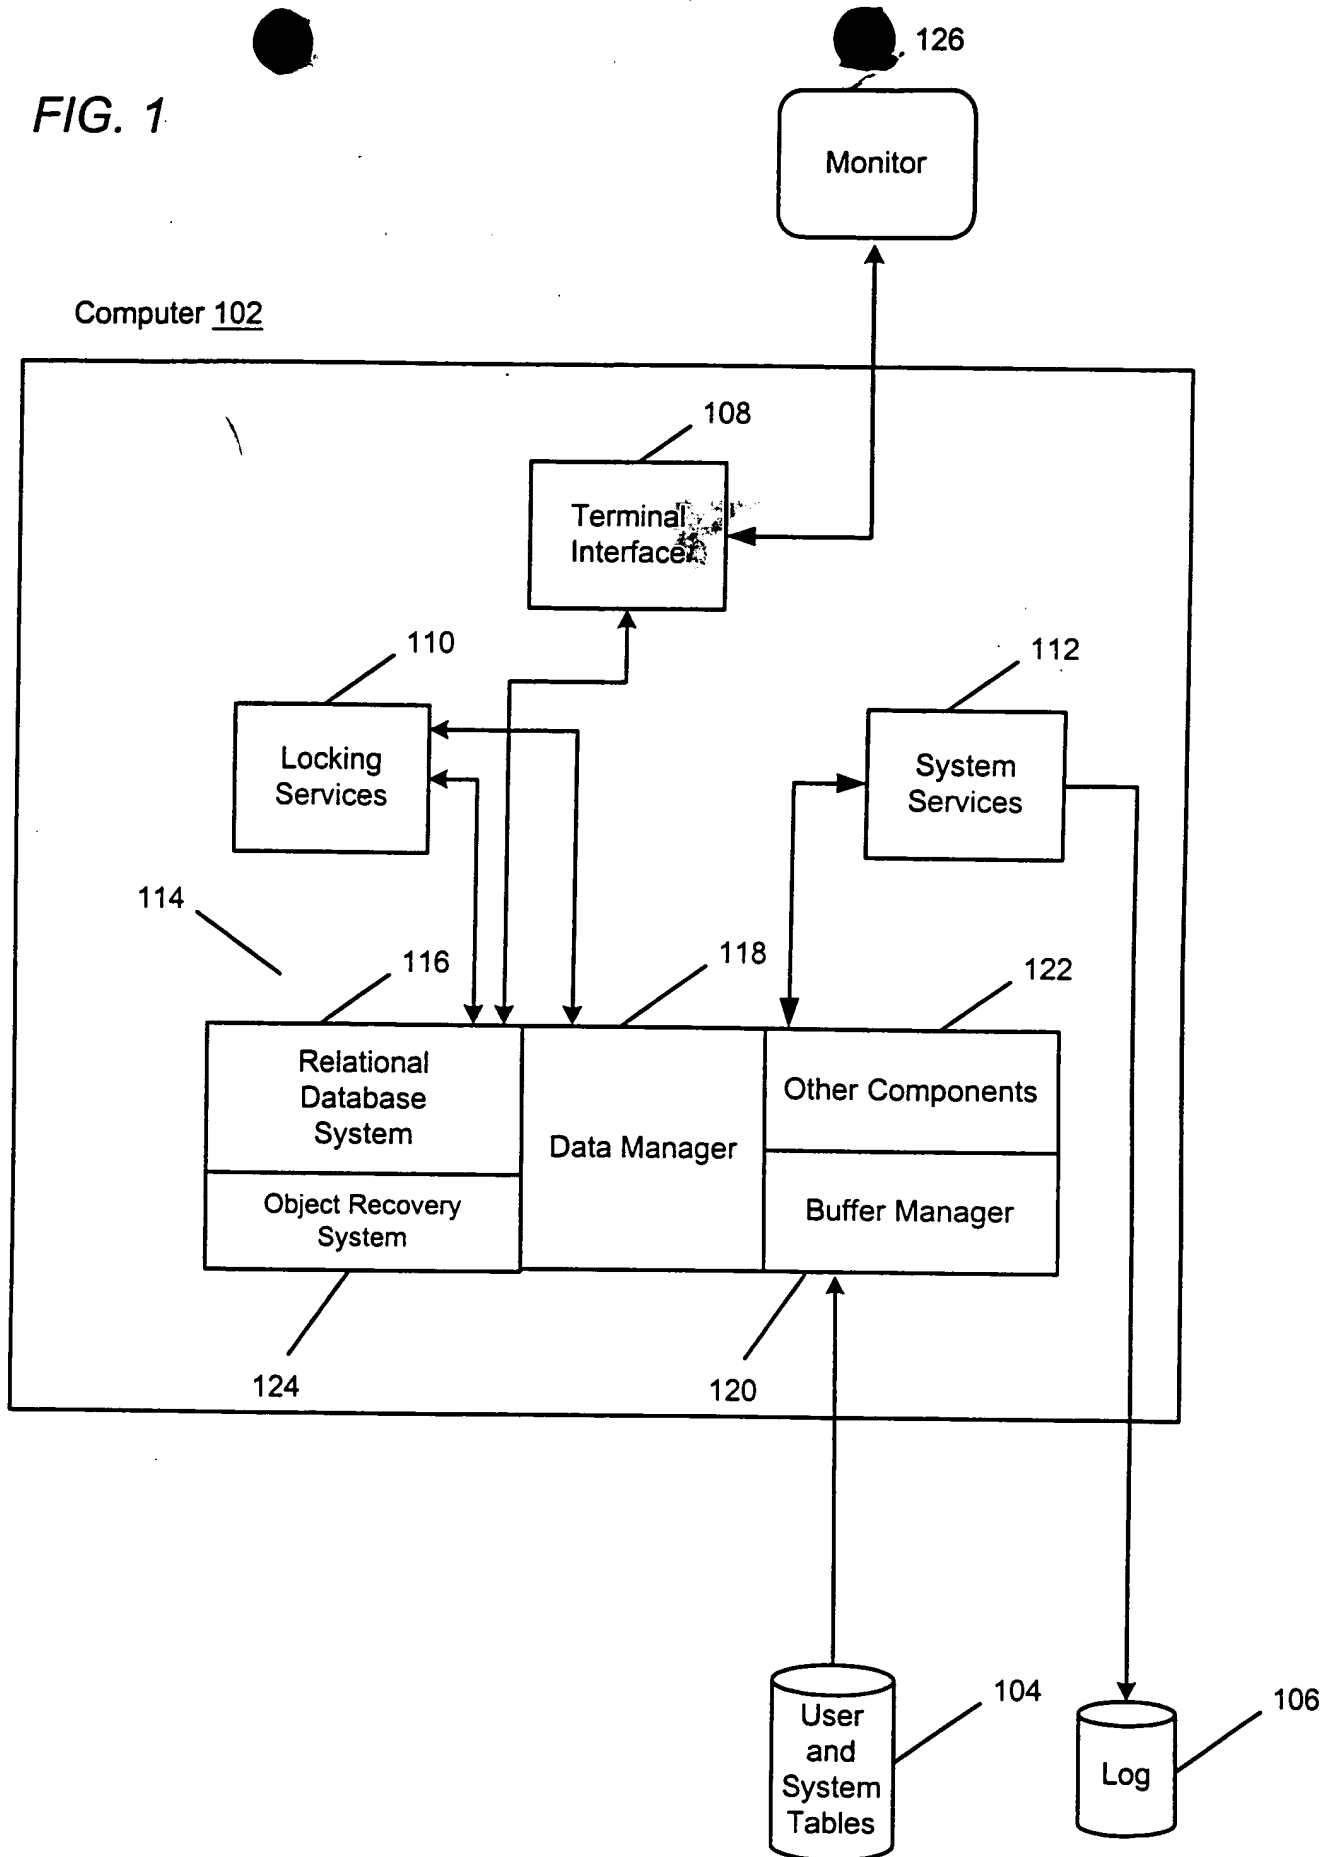 126
FIG. 1
Monitor
Computer 102
108
Terminal
Interface
110
112
Locking
Services
System
Services
114
116
118
122
Relational
Database
System
Other Components
Data Manager
Object Recovery
System
Buffer Manager
124
120
104
106
User
and
System
Tables
Log